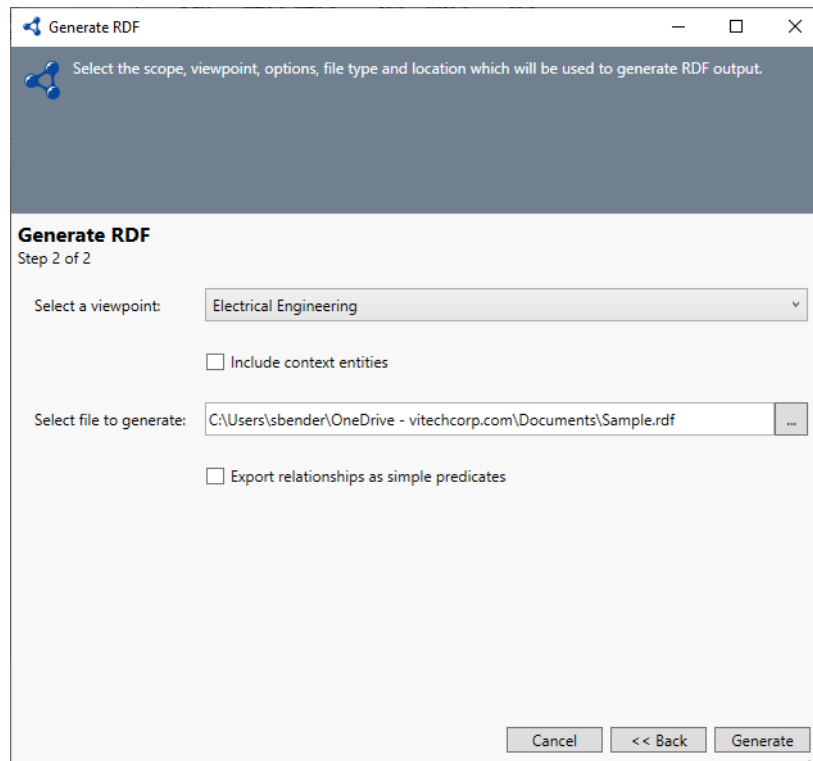 Generate RDF
Select the scope, viewpoint, options, file type and location which will be used to generate RDF output.
Generate RDF
Step 2 of 2
Select a viewpoint: Electrical Engineering
Include context entities
Select file to generate: C:\Users\sbender\OneDrive - vitechcorp.com\Documents\Sample.rdf ...
Export relationships as simple predicates
Cancel << Back Generate